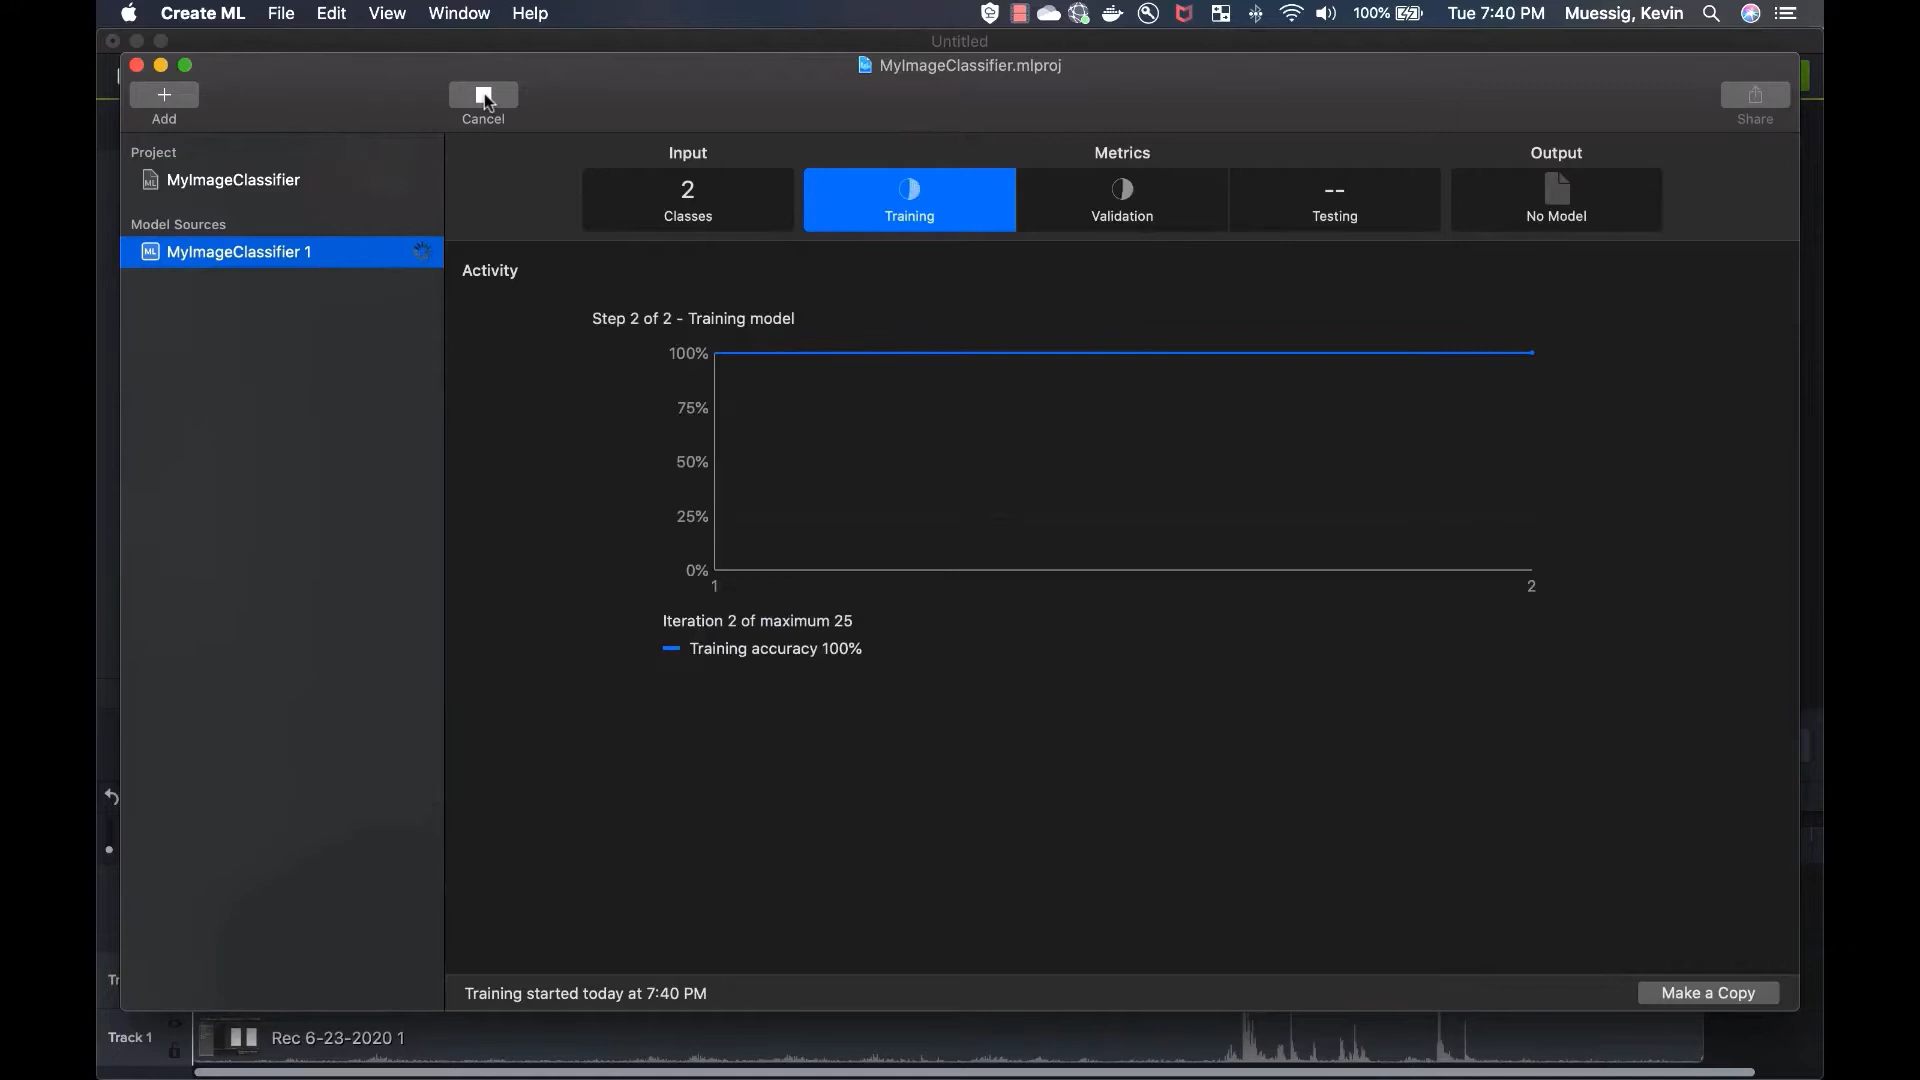 Create ML File Edit View Window Help 100% Tue 7:40 PM Muessig, Kevin
Untitled
MyImageClassifier.mlproj
Add Cancel Share
Project
ML MyImageClassifier
Model Sources
ML MyImageClassifier 1
Input Metrics Output
2 --
Classes Training Validation Testing No Model
Activity
Step 2 of 2 - Training model
100%
75%
50%
25%
0%
1 2
Iteration 2 of maximum 25
Training accuracy 100%
Tr
Training started today at 7:40 PM Make a Copy
Track 1 Rec 6-23-2020 1